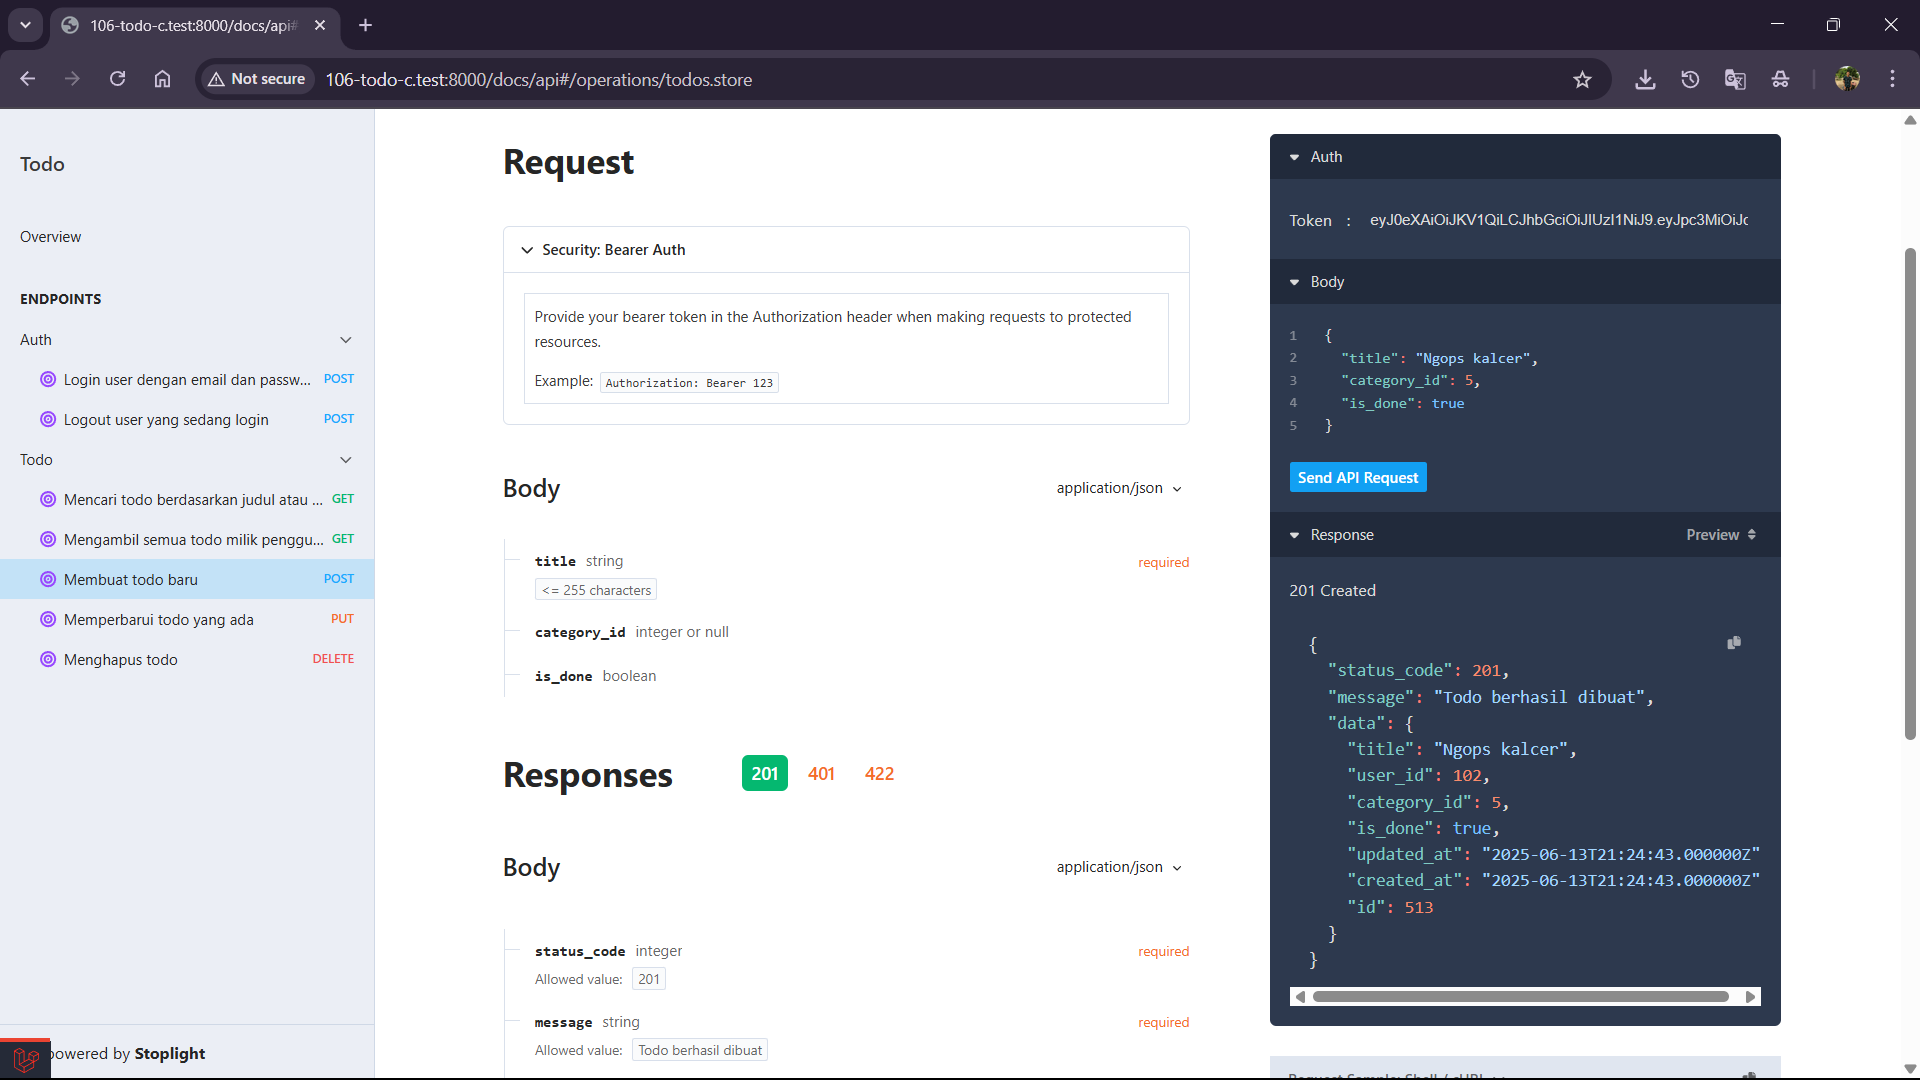 106-todo-c.test:8000/docs/api#
Not secure
106-todo-c.test:8000/docs/api#/operations/todos.store
Todo
Overview
ENDPOINTS
Auth
Login user dengan email dan passw... POST
Logout user yang sedang login POST
Todo
Mencari todo berdasarkan judul atau ... GET
Mengambil semua todo milik penggu... GET
Membuat todo baru POST
Memperbarui todo yang ada PUT
Menghapus todo DELETE
powered by Stoplight
Request
Security: Bearer Auth
Provide your bearer token in the Authorization header when making requests to protected
resources.
Example: Authorization: Bearer 123
Body application/json
title string required
<= 255 characters
category_id integer or null
is_done boolean
Responses 201 401 422
Body application/json
status_code integer required
Allowed value: 201
message string required
Allowed value: Todo berhasil dibuat
Auth
Token : eyJ0eXAiOiJKV1QiLCJhbGciOiJIUzI1NiJ9.eyJpc3MiOiJc
Body
1 {
2 "title": "Ngops kalcer",
3 "category_id": 5,
4 "is_done": true
5 }
Send API Request
Response Preview
201 Created
{
"status_code": 201,
"message": "Todo berhasil dibuat",
"data": {
"title": "Ngops kalcer",
"user_id": 102,
"category_id": 5,
"is_done": true,
"updated_at": "2025-06-13T21:24:43.000000Z"
"created_at": "2025-06-13T21:24:43.000000Z"
"id": 513
}
}
Request Sample: Shell / cURL